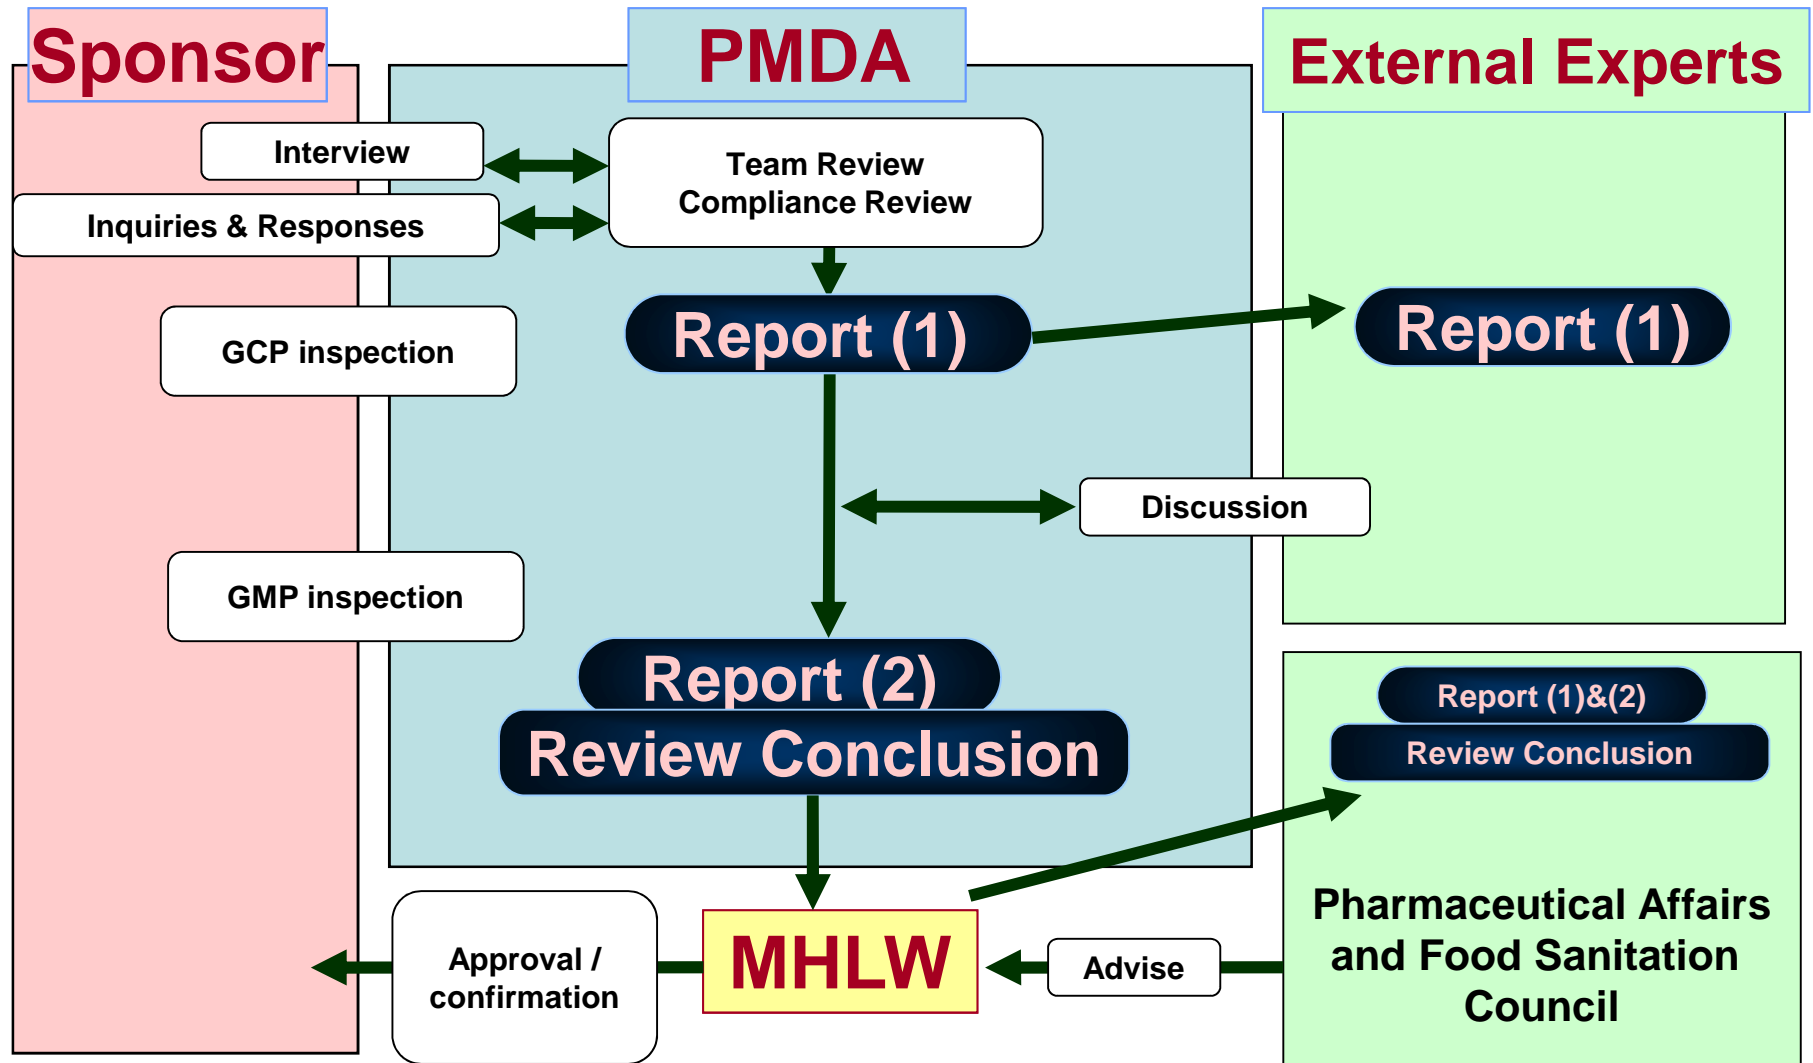 Sponsor
PMDA
External Experts
Interview
Team Review
Compliance Review
Inquiries & Responses
Report (1)
Report (1)
GCP inspection
Discussion
GMP inspection
Report (2)
Review Conclusion
Report (1)&(2)
Review Conclusion
Pharmaceutical Affairs
and Food Sanitation
Council
Approval /
confirmation
MHLW
Advise